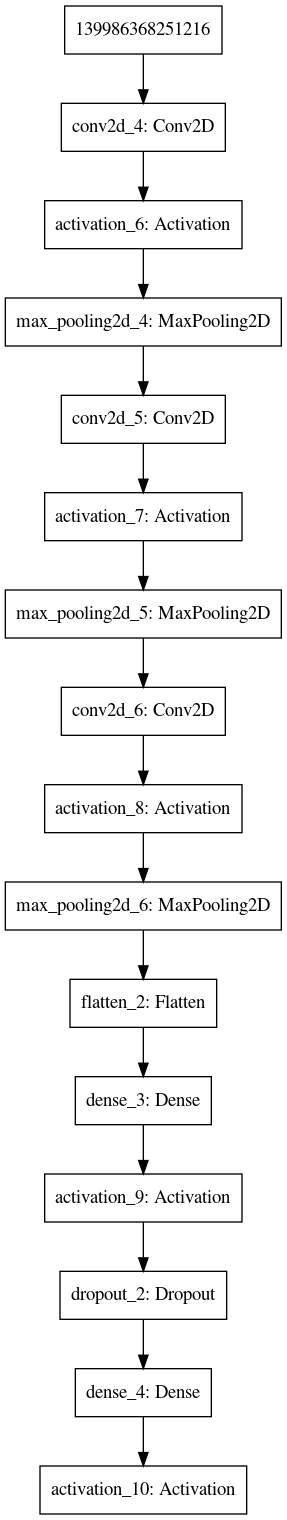 139986368251216
conv2d_4: Conv2D
activation_6: Activation
max_pooling2d_4: MaxPooling2D
conv2d_5: Conv2D
activation_7: Activation
max_pooling2d_5: MaxPooling2D
conv2d_6: Conv2D
activation_8: Activation
max_pooling2d_6: MaxPooling2D
flatten_2: Flatten
dense_3: Dense
activation_9: Activation
dropout_2: Dropout
dense_4: Dense
activation_10: Activation